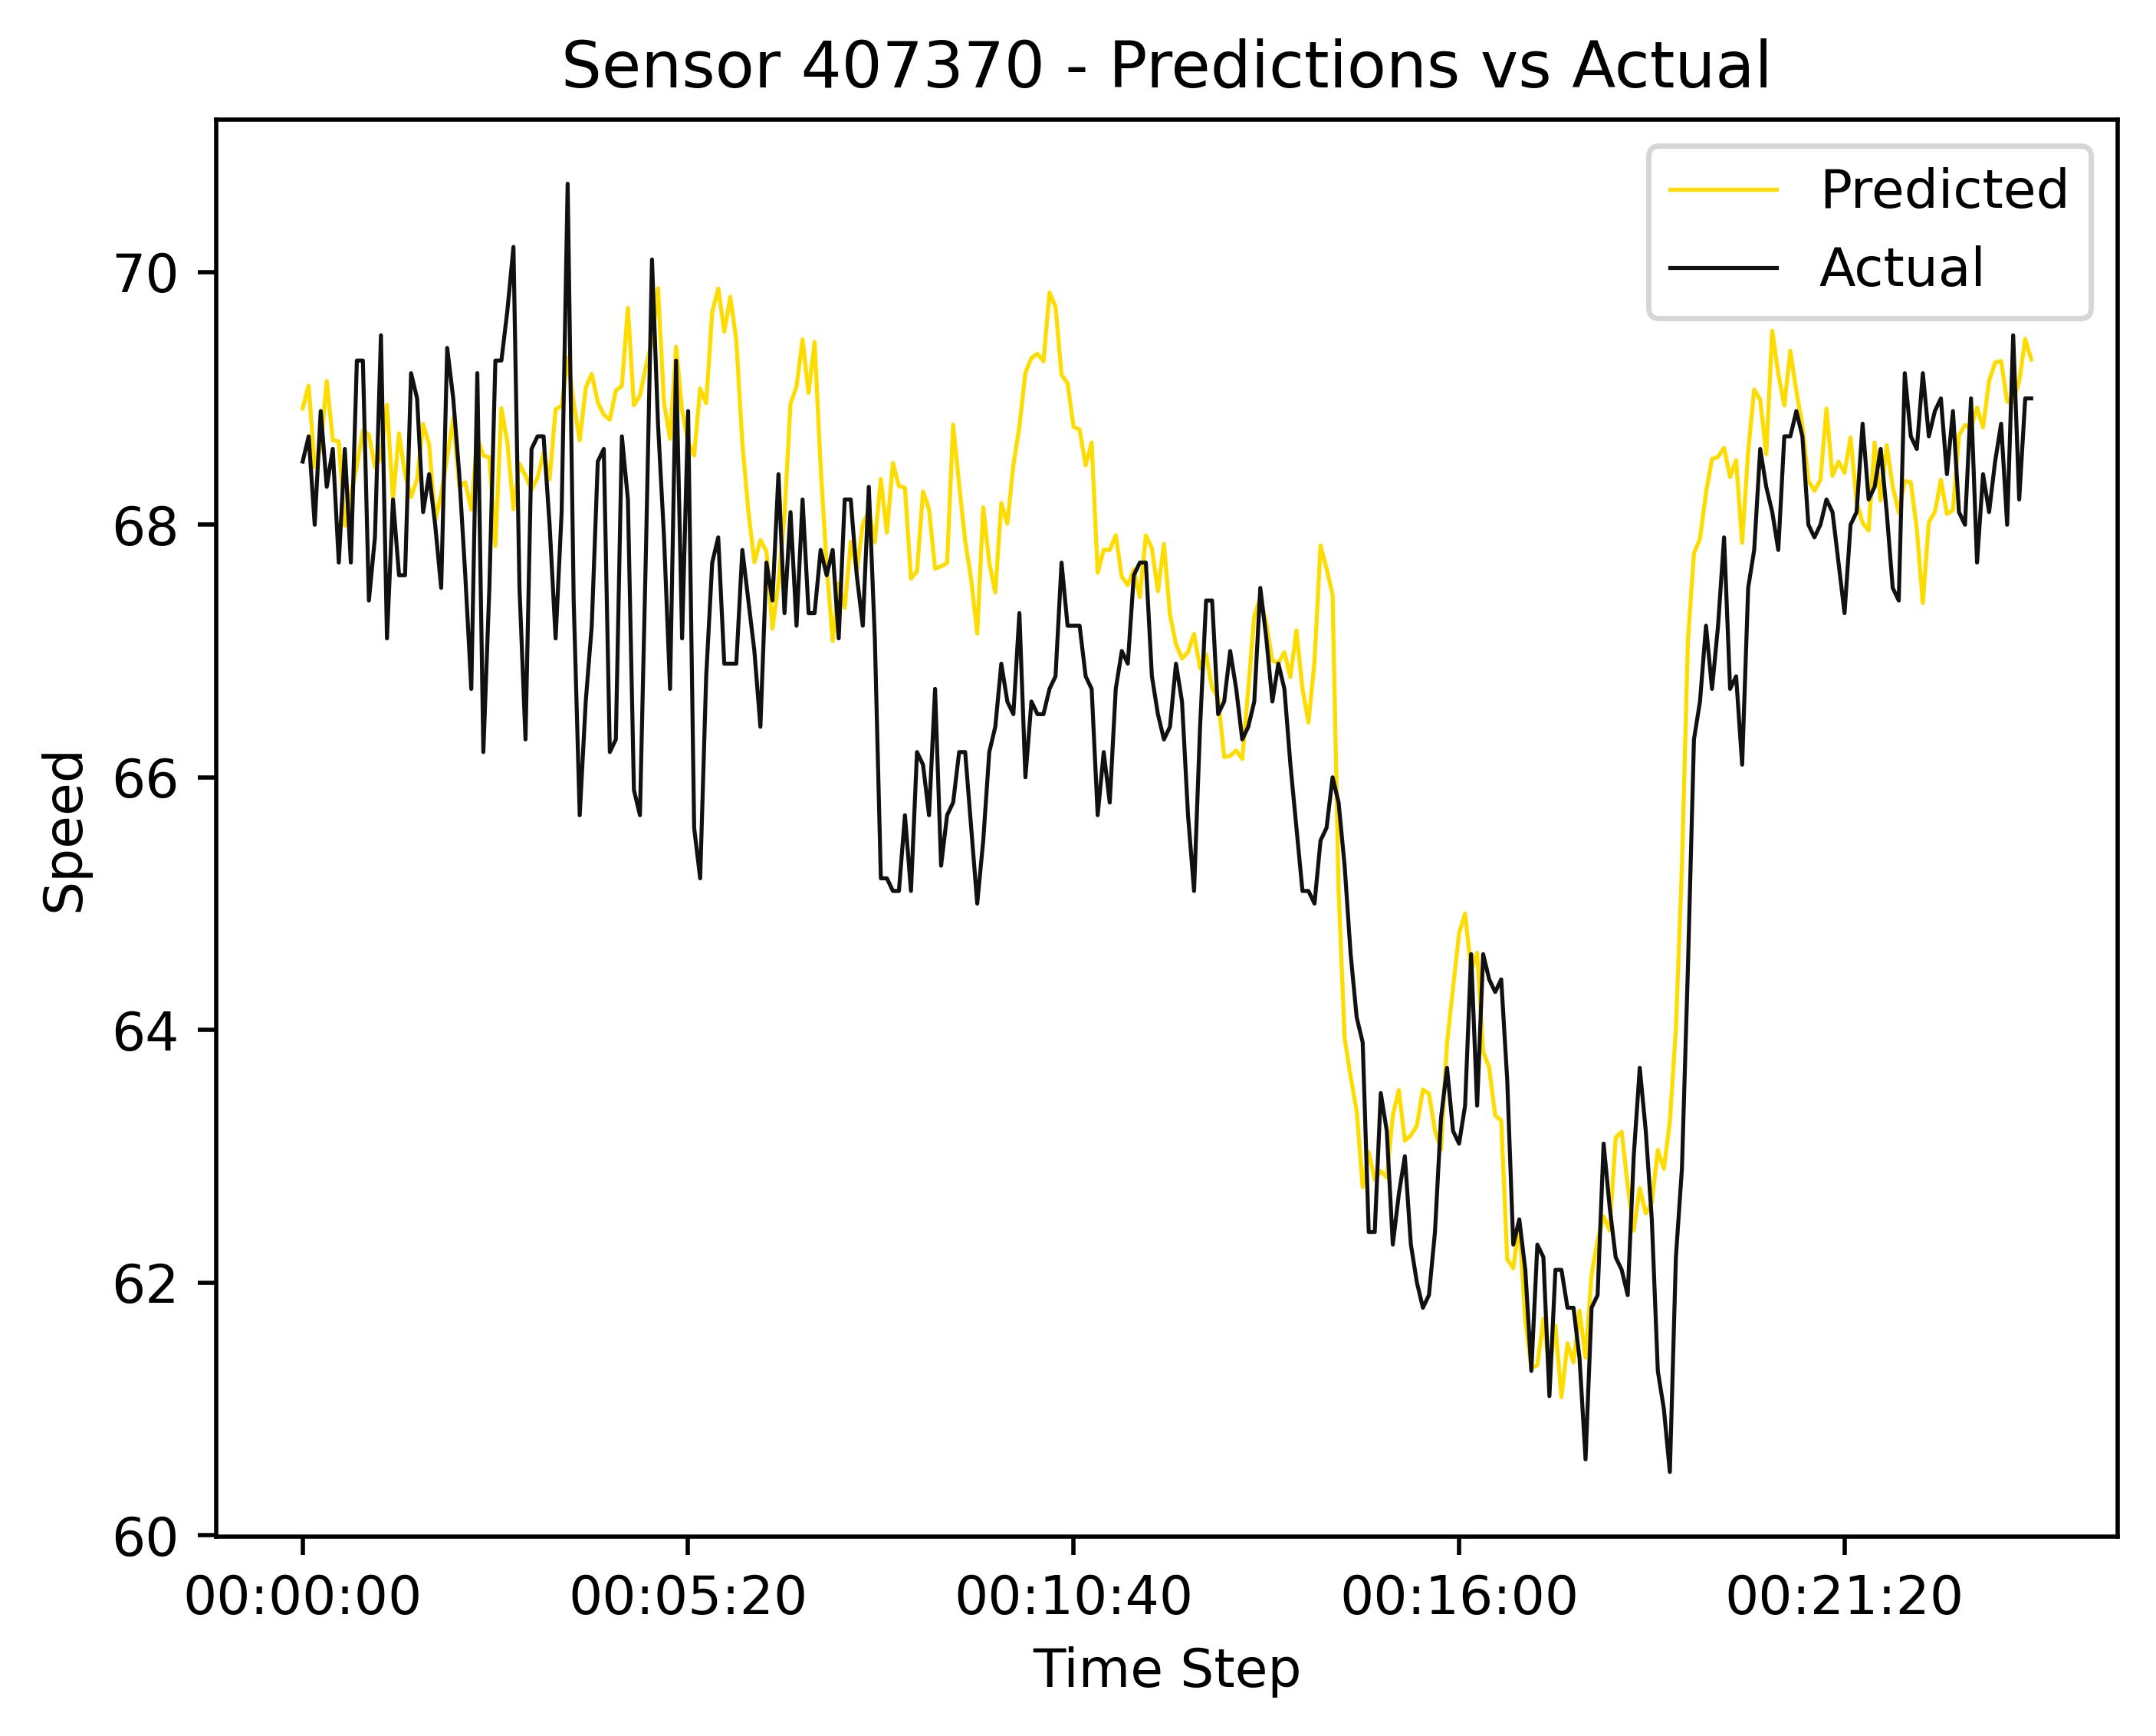 Sensor 407370 - Predictions vs Actual
Predicted
Actual
70
68
66
64
62
60
Speed
00:00:00 00:05:20 00:10:40 00:16:00 00:21:20
Time Step